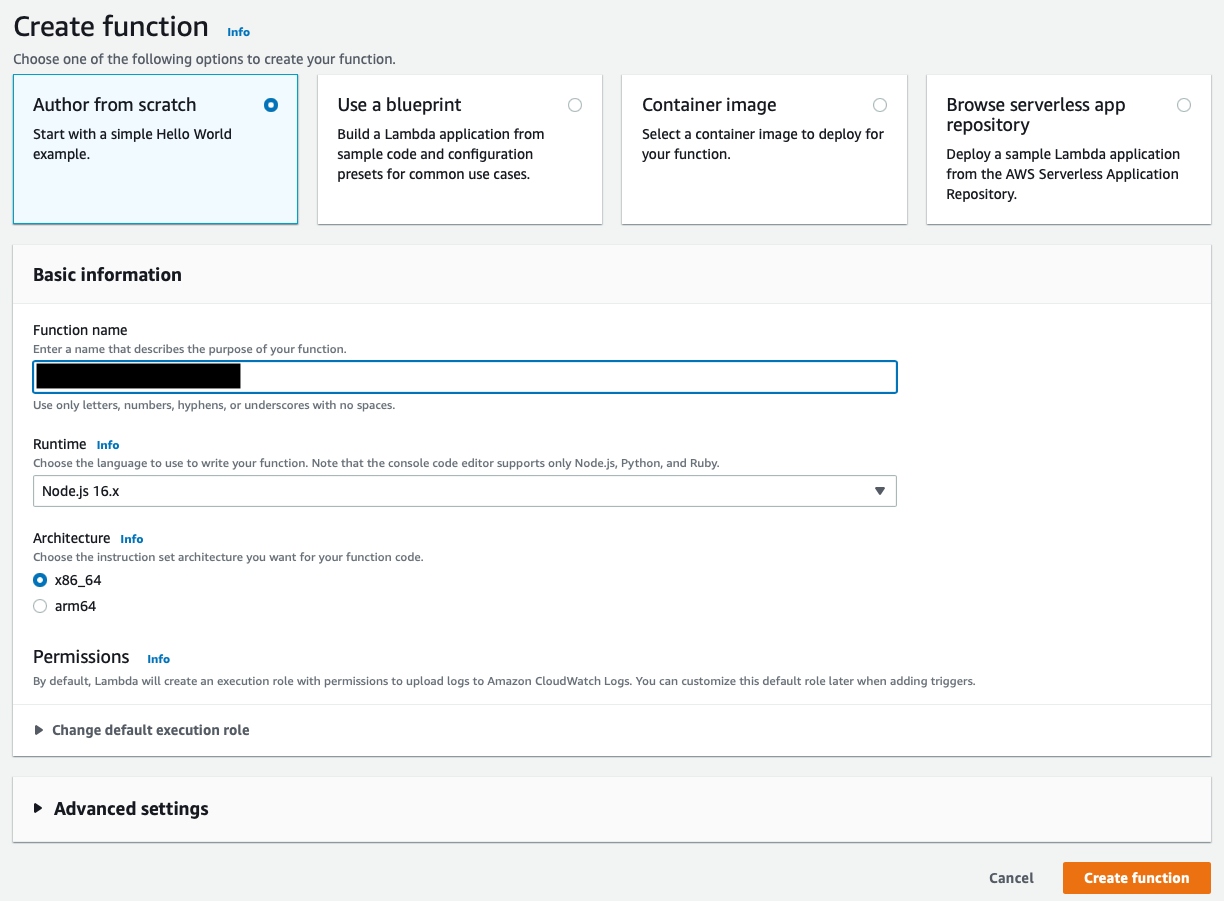 Create function Info
Choose one of the following options to create your function.
Author from scratch
Start with a simple Hello World
example.
Use a blueprint
Build a Lambda application from
sample code and configuration
presets for common use cases.
Container image
Select a container image to deploy for
your function.
Browse serverless app
repository
Deploy a sample Lambda application
from the AWS Serverless Application
Repository.
Basic information
Function name
Enter a name that describes the purpose of your function.
Use only letters, numbers, hyphens, or underscores with no spaces.
Runtime Info
Choose the language to use to write your function. Note that the console code editor supports only Node.js, Python, and Ruby.
Node.js 16.x
Architecture Info
Choose the instruction set architecture you want for your function code.
x86_64
arm64
Permissions Info
By default, Lambda will create an execution role with permissions to upload logs to Amazon CloudWatch Logs. You can customize this default role later when adding triggers.
Change default execution role
Advanced settings
Cancel
Create function